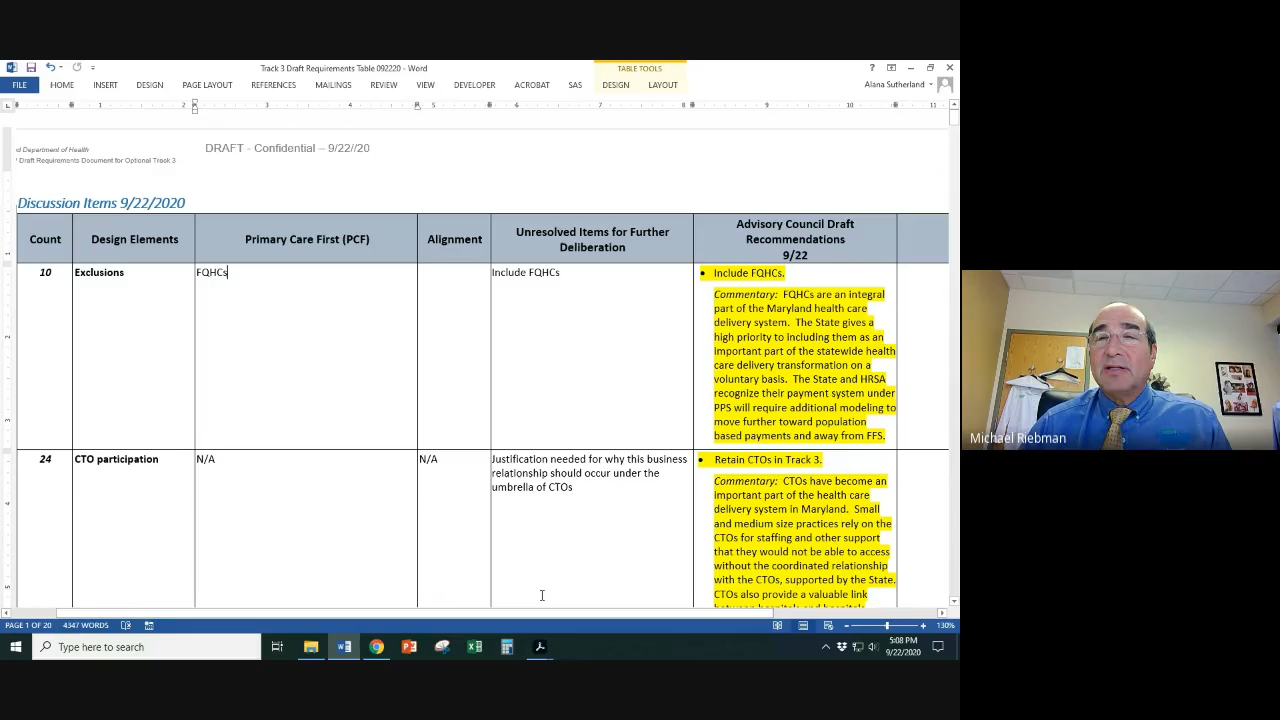 Track 3 Draft Requirements Table 092220 - Word
TABLE TOOLS
FILE HOME INSERT DESIGN PAGE LAYOUT REFERENCES MAILINGS REVIEW VIEW DEVELOPER ACROBAT SAS DESIGN LAYOUT
Alana Sutherland
2 3 4 5 6 7 8 9 10 11
d Department of Health
Draft Requirements Document for Optional Track 3
DRAFT - Confidential – 9/22//20
Discussion Items 9/22/2020
Count
Design Elements
Primary Care First (PCF)
Alignment
Unresolved Items for Further
Deliberation
Advisory Council Draft
Recommendations
9/22
10
Exclusions
FQHCs
Include FQHCs
• Include FQHCs.
Commentary: FQHCs are an integral
part of the Maryland health care
delivery system. The State gives a
high priority to including them as an
important part of the statewide health
care delivery transformation on a
voluntary basis. The State and HRSA
recognize their payment system under
PPS will require additional modeling to
move further toward population
based payments and away from FFS.
24
CTO participation
N/A
N/A
Justification needed for why this business
relationship should occur under the
umbrella of CTOs
• Retain CTOs in Track 3.
Commentary: CTOs have become an
important part of the health care
delivery system in Maryland. Small
and medium size practices rely on the
CTOs for staffing and other support
that they would not be able to access
without the coordinated relationship
with the CTOs, supported by the State.
CTOs also provide a valuable link
PAGE 1 OF 20 4347 WORDS
130%
Type here to search
5:08 PM
9/22/2020
Michael Riebman